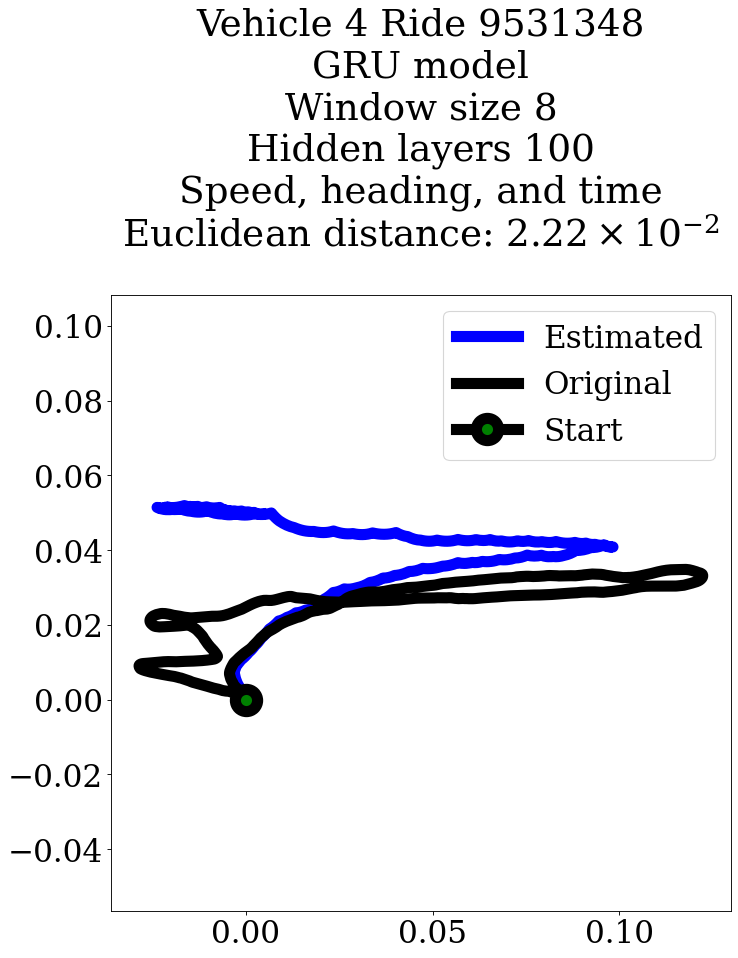 Vehicle 4 Ride 9531348
GRU model
Window size 8
Hidden layers 100
Speed, heading, and time
Euclidean distance: 2.22 × 10⁻²
Estimated
Original
Start
0.10
0.08
0.06
0.04
0.02
0.00
−0.02
−0.04
0.00 0.05 0.10